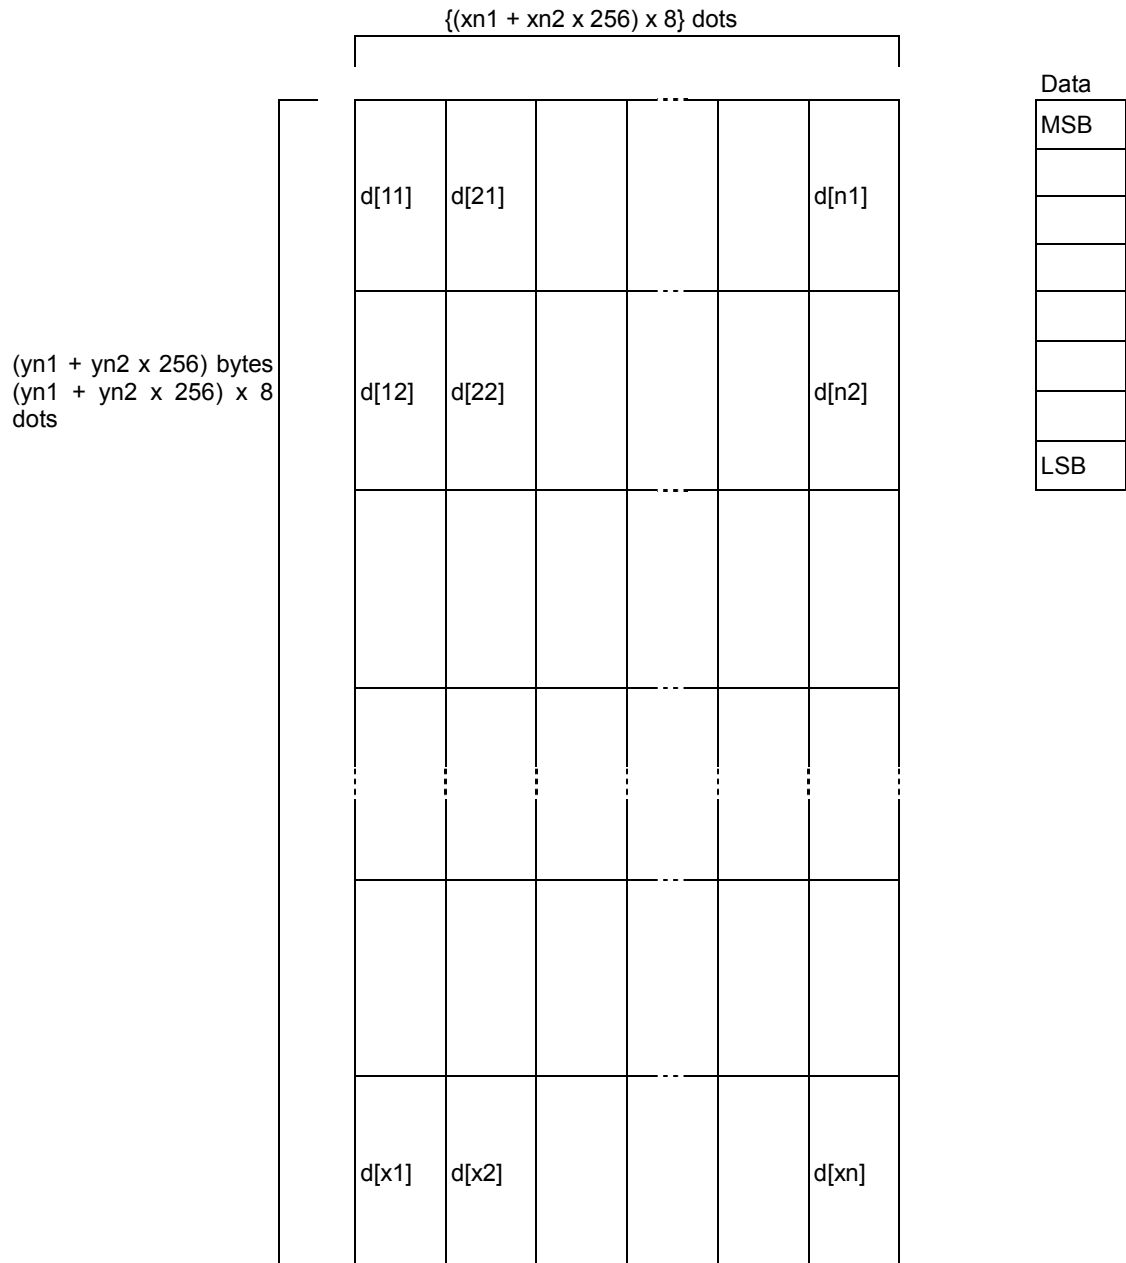 {(xn1 + xn2 x 256) x 8} dots
Data
MSB
d[11] d[21] d[n1]
(yn1 + yn2 x 256) bytes
(yn1 + yn2 x 256) x 8
dots
d[12] d[22] d[n2]
LSB
d[x1] d[x2] d[xn]